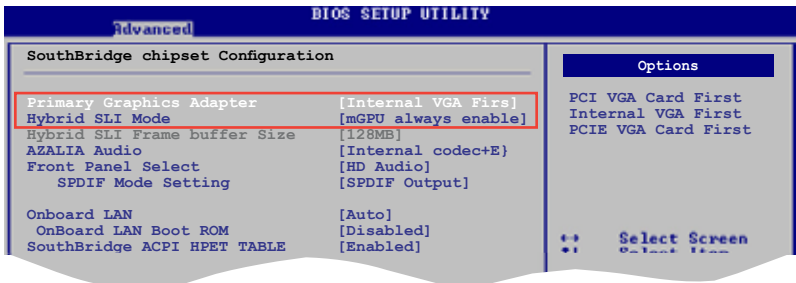 BIOS SETUP UTILITY
Advanced
SouthBridge chipset Configuration
Primary Graphics Adapter [Internal VGA Firs]
Hybrid SLI Mode [mGPU always enable]
Hybrid SLI Frame buffer Size [128MB]
AZALIA Audio [Internal codec+E}
Front Panel Select [HD Audio]
SPDIF Mode Setting [SPDIF Output]
Onboard LAN [Auto]
OnBoard LAN Boot ROM [Disabled]
SouthBridge ACPI HPET TABLE [Enabled]
Options
PCI VGA Card First
Internal VGA First
PCIE VGA Card First
↔ Select Screen